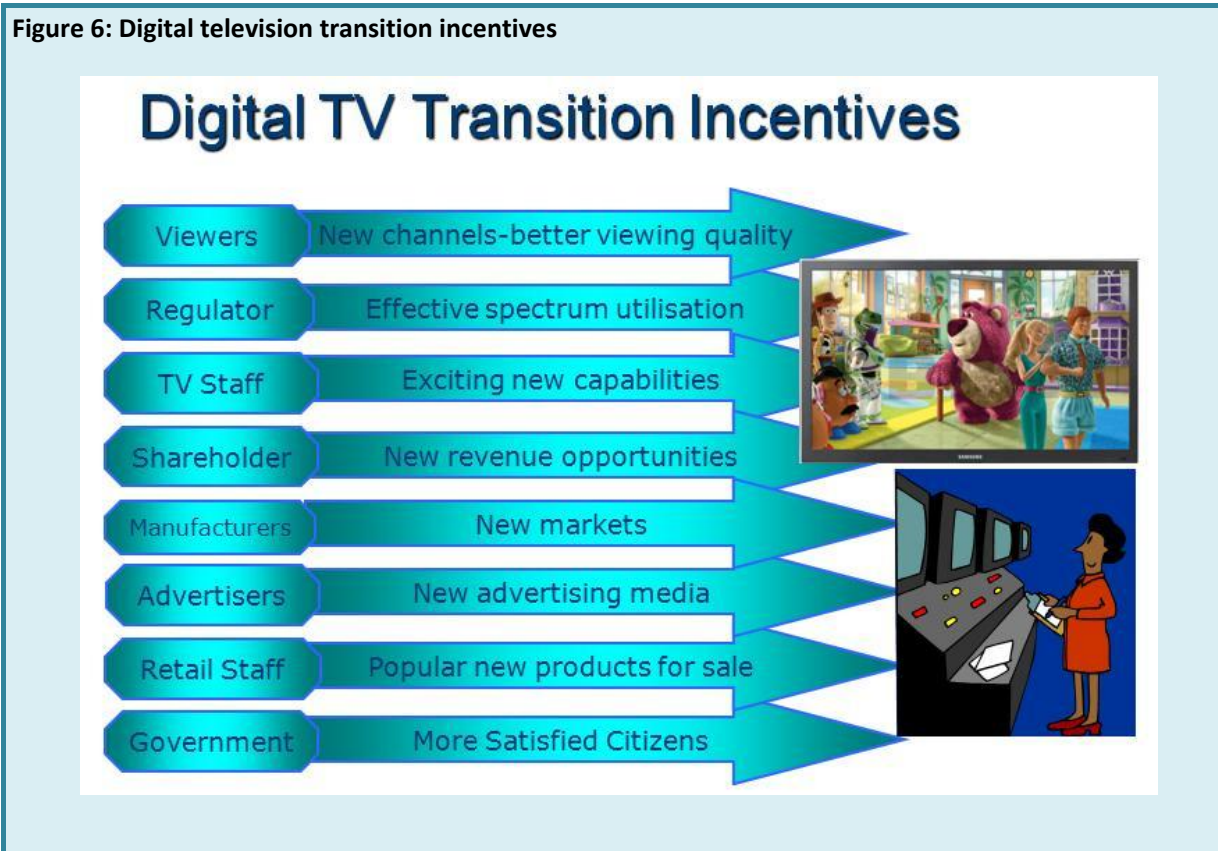 Figure 6: Digital television transition incentives
Digital TV Transition Incentives
Viewers New channels-better viewing quality
Regulator Effective spectrum utilisation
TV Staff Exciting new capabilities
Shareholder New revenue opportunities
Manufacturers New markets
Advertisers New advertising media
Retail Staff Popular new products for sale
Government More Satisfied Citizens
SAMSUNG